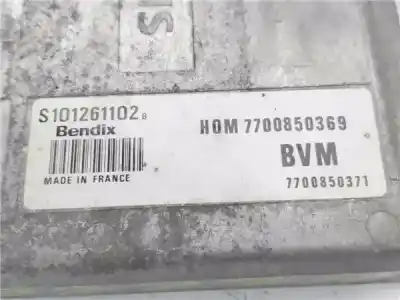 S
S101261102 B
Bendix
HOM 7700850369
BVM
MADE IN FRANCE
7700850371